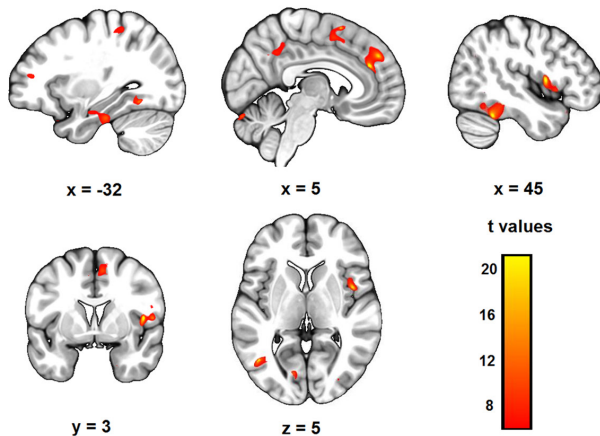 x = -32
x = 5
x = 45
t values
20
16
12
8
y = 3
z = 5